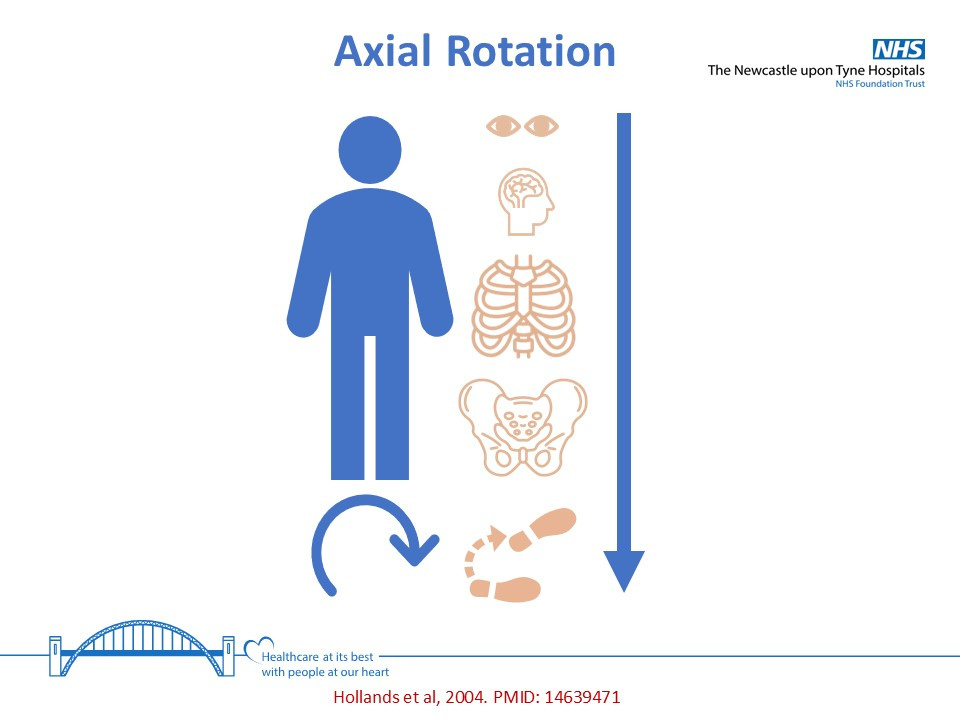 Axial Rotation
NHS
The Newcastle upon Tyne Hospitals
NHS Foundation Trust
Healthcare at its best
with people at our heart
Hollands et al, 2004. PMID: 14639471